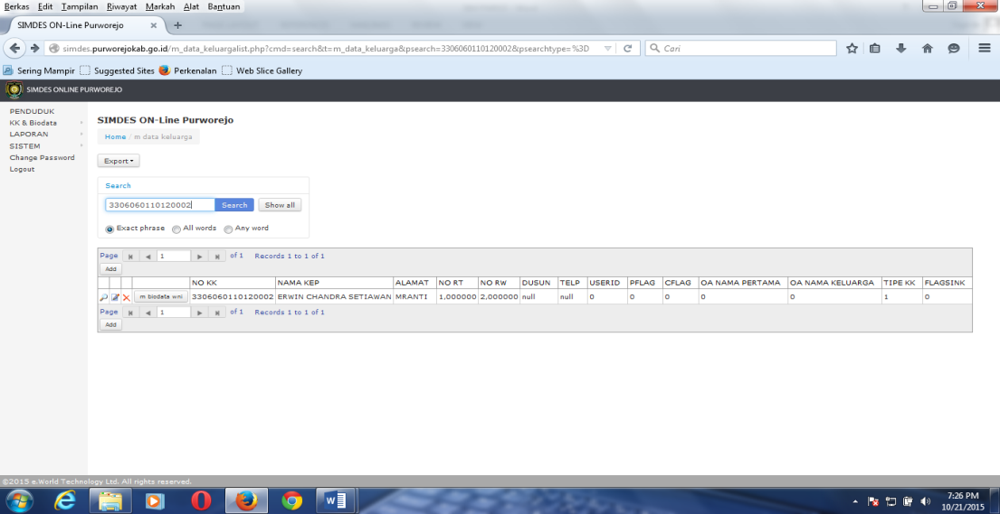 Berkas Edit Tampilan Riwayat Markah Alat Bantuan
SIMDES ON-Line Purworejo × +
simdes.purworejokab.go.id/m_data_keluargalist.php?cmd=search&t=m_data_keluarga&psearch=3306060110120002&psearchtype=%3D
Cari
Sering Mampir Suggested Sites Perkenalan Web Slice Gallery
SIMDES ONLINE PURWOREJO
PENDUDUK
KK & Biodata
LAPORAN
SISTEM
Change Password
Logout
SIMDES ON-Line Purworejo
Home / m data keluarga
Export
Search
3306060110120002 Search Show all
Exact phrase All words Any word
Page 1 of 1 Records 1 to 1 of 1
Add
NO KK NAMA KEP ALAMAT NO RT NO RW DUSUN TELP USERID PFLAG CFLAG OA NAMA PERTAMA OA NAMA KELUARGA TIPE KK FLAGSINK
m biodata wni 3306060110120002 ERWIN CHANDRA SETIAWAN MRANTI 1,000000 2,000000 null null 0 0 0 0 0 1 0
Page 1 of 1 Records 1 to 1 of 1
Add
©2015 e.World Technology Ltd. All rights reserved.
7:26 PM
10/21/2015